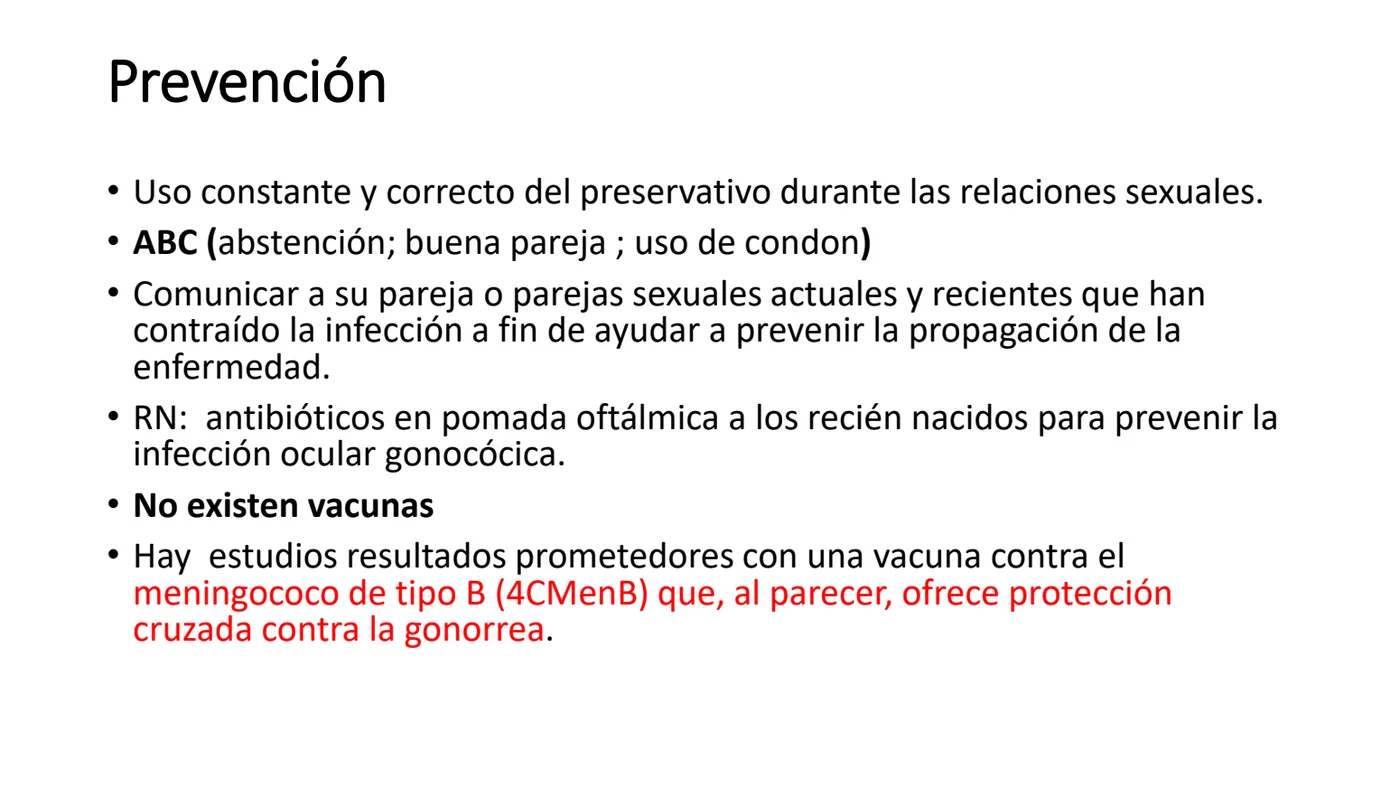 Prevención
• Uso constante y correcto del preservativo durante las relaciones sexuales.
• ABC (abstención; buena pareja ; uso de condon)
• Comunicar a su pareja o parejas sexuales actuales y recientes que han
contraído la infección a fin de ayudar a prevenir la propagación de la
enfermedad.
• RN:  antibióticos en pomada oftálmica a los recién nacidos para prevenir la
infección ocular gonocócica.
• No existen vacunas
• Hay  estudios resultados prometedores con una vacuna contra el
meningococo de tipo B (4CMenB) que, al parecer, ofrece protección
cruzada contra la gonorrea.